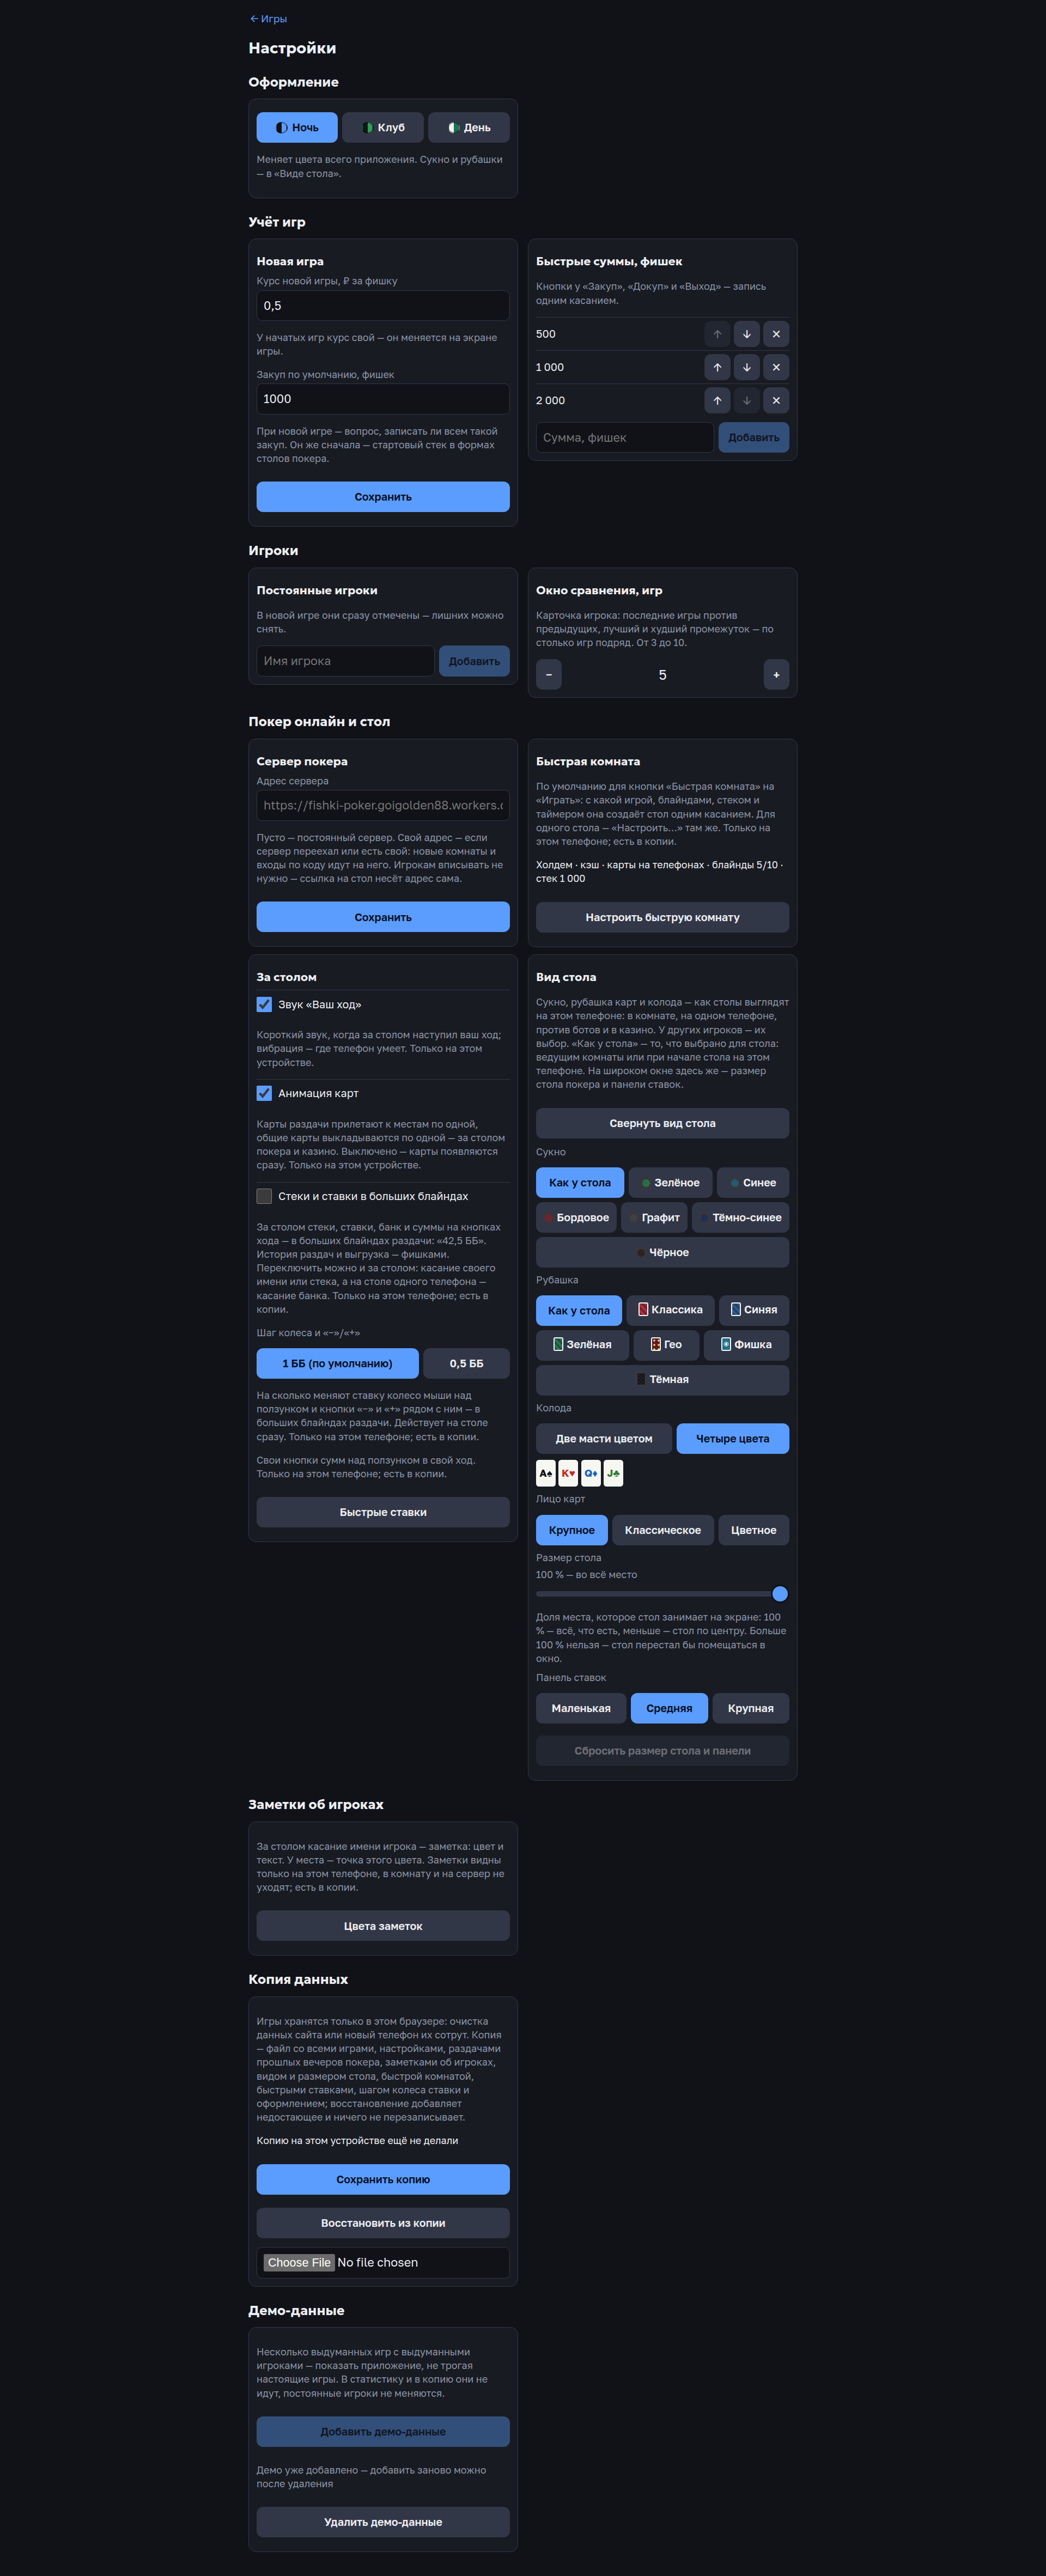 ← Игры
Настройки
Оформление
Ночь
Клуб
День
Меняет цвета всего приложения. Сукно и рубашки
— в «Виде стола».
Учёт игр
Новая игра
Курс новой игры, ₽ за фишку
0,5
У начатых игр курс свой — он меняется на экране
игры.
Закуп по умолчанию, фишек
1000
При новой игре — вопрос, записать ли всем такой
закуп. Он же сначала — стартовый стек в формах
столов покера.
Сохранить
Быстрые суммы, фишек
Кнопки у «Закуп», «Докуп» и «Выход» — запись
одним касанием.
500 ↑ ↓ ×
1 000 ↑ ↓ ×
2 000 ↑ ↓ ×
Сумма, фишек
Добавить
Игроки
Постоянные игроки
В новой игре они сразу отмечены — лишних можно
снять.
Имя игрока
Добавить
Окно сравнения, игр
Карточка игрока: последние игры против
предыдущих, лучший и худший промежуток — по
столько игр подряд. От 3 до 10.
− 5 +
Покер онлайн и стол
Сервер покера
Адрес сервера
https://fishki-poker.goigolden88.workers.c
Пусто — постоянный сервер. Свой адрес — если
сервер переехал или есть свой: новые комнаты и
входы по коду идут на него. Игрокам вписывать не
нужно — ссылка на стол несёт адрес сама.
Сохранить
Быстрая комната
По умолчанию для кнопки «Быстрая комната» на
«Играть»: с какой игрой, блайндами, стеком и
таймером она создаёт стол одним касанием. Для
одного стола — «Настроить…» там же. Только на
этом телефоне; есть в копии.
Холдем · кэш · карты на телефонах · блайнды 5/10 ·
стек 1 000
Настроить быструю комнату
За столом
Звук «Ваш ход»
Короткий звук, когда за столом наступил ваш ход;
вибрация — где телефон умеет. Только на этом
устройстве.
Анимация карт
Карты раздачи прилетают к местам по одной,
общие карты выкладываются по одной — за столом
покера и казино. Выключено — карты появляются
сразу. Только на этом устройстве.
Стеки и ставки в больших блайндах
За столом стеки, ставки, банк и суммы на кнопках
хода — в больших блайндах раздачи: «42,5 ББ».
История раздач и выгрузка — фишками.
Переключить можно и за столом: касание своего
имени или стека, а на столе одного телефона —
касание банка. Только на этом телефоне; есть в
копии.
Шаг колеса и «−»/«+»
1 ББ (по умолчанию)
0,5 ББ
На сколько меняют ставку колесо мыши над
ползунком и кнопки «−» и «+» рядом с ним — в
больших блайндах раздачи. Действует на столе
сразу. Только на этом телефоне; есть в копии.
Свои кнопки сумм над ползунком в свой ход.
Только на этом телефоне; есть в копии.
Быстрые ставки
Вид стола
Сукно, рубашка карт и колода — как столы выглядят
на этом телефоне: в комнате, на одном телефоне,
против ботов и в казино. У других игроков — их
выбор. «Как у стола» — то, что выбрано для стола:
ведущим комнаты или при начале стола на этом
телефоне. На широком окне здесь же — размер
стола покера и панели ставок.
Свернуть вид стола
Сукно
Как у стола
Зелёное
Синее
Бордовое
Графит
Тёмно-синее
Чёрное
Рубашка
Как у стола
Классика
Синяя
Зелёная
Гео
Фишка
Тёмная
Колода
Две масти цветом
Четыре цвета
A♠ K♥ Q♦ J♣
Лицо карт
Крупное
Классическое
Цветное
Размер стола
100 % — во всё место
Доля места, которое стол занимает на экране: 100
% — всё, что есть, меньше — стол по центру. Больше
100 % нельзя — стол перестал бы помещаться в
окно.
Панель ставок
Маленькая
Средняя
Крупная
Сбросить размер стола и панели
Заметки об игроках
За столом касание имени игрока — заметка: цвет и
текст. У места — точка этого цвета. Заметки видны
только на этом телефоне, в комнату и на сервер не
уходят; есть в копии.
Цвета заметок
Копия данных
Игры хранятся только в этом браузере: очистка
данных сайта или новый телефон их сотрут. Копия
— файл со всеми играми, настройками, раздачами
прошлых вечеров покера, заметками об игроках,
видом и размером стола, быстрой комнатой,
быстрыми ставками, шагом колеса ставки и
оформлением; восстановление добавляет
недостающее и ничего не перезаписывает.
Копию на этом устройстве ещё не делали
Сохранить копию
Восстановить из копии
Choose File No file chosen
Демо-данные
Несколько выдуманных игр с выдуманными
игроками — показать приложение, не трогая
настоящие игры. В статистику и в копию они не
идут, постоянные игроки не меняются.
Добавить демо-данные
Демо уже добавлено — добавить заново можно
после удаления
Удалить демо-данные